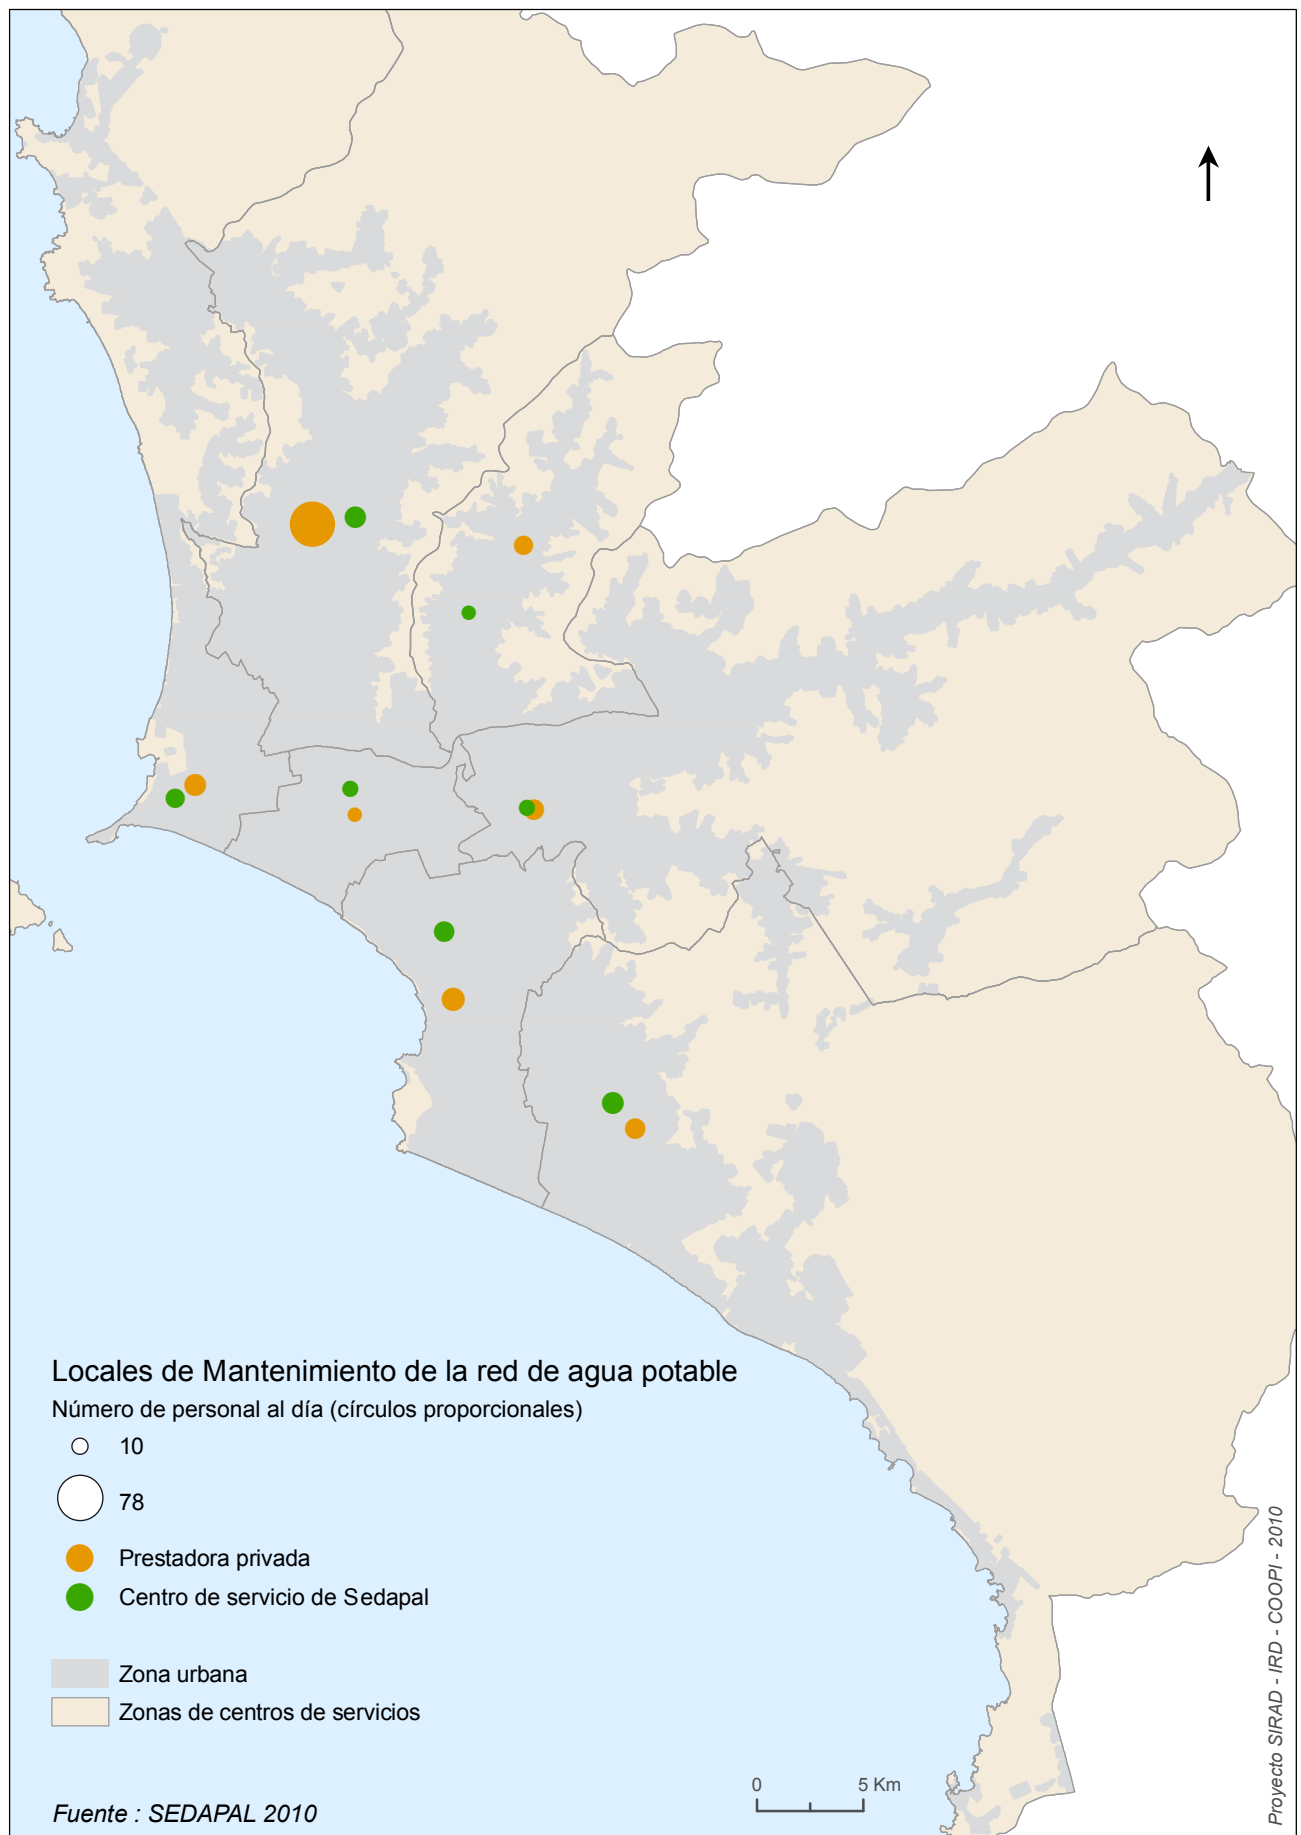 Locales de Mantenimiento de la red de agua potable
Número de personal al día (círculos proporcionales)
10
78
Prestadora privada
Centro de servicio de Sedapal
Zona urbana
Zonas de centros de servicios
Fuente : SEDAPAL 2010
0 5 Km
Proyecto SIRAD - IRD - COOPI - 2010